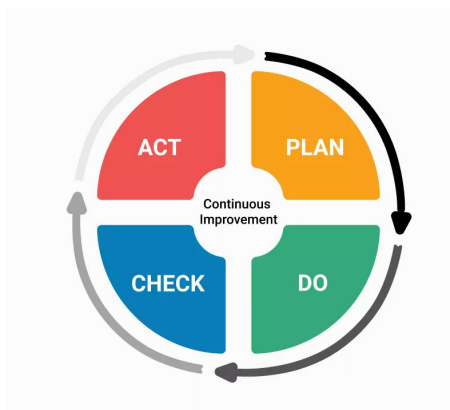 ACT
PLAN
Continuous
Improvement
CHECK
DO